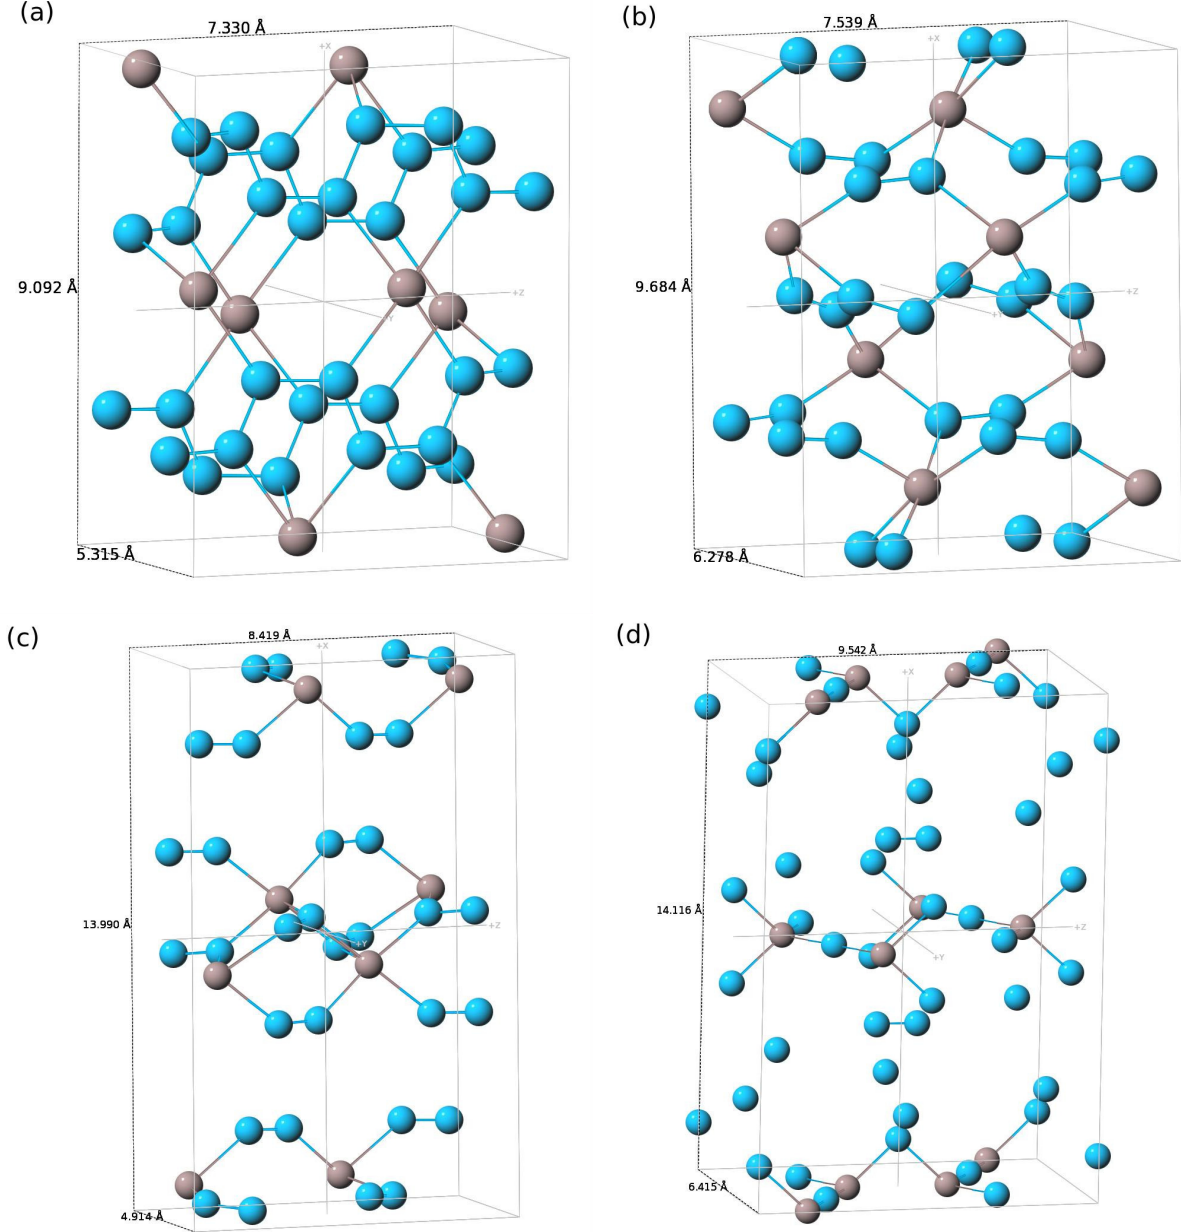 (a)
7.330 Å
+X
9.092 Å
+Z
+Y
5.315 Å
(b)
7.539 Å
+X
9.684 Å
+Z
+Y
6.278 Å
(c)
8.419 Å
+X
13.990 Å
+Z
+Y
4.914 Å
(d)
9.542 Å
+X
14.116 Å
+Z
+Y
6.415 Å